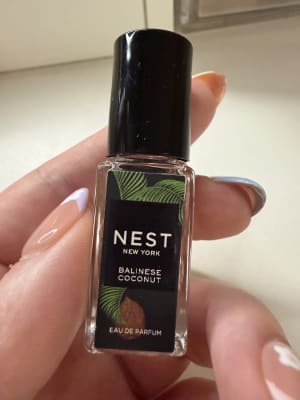 NEST
NEW YORK
BALINESE
COCONUT
EAU DE PARFUM